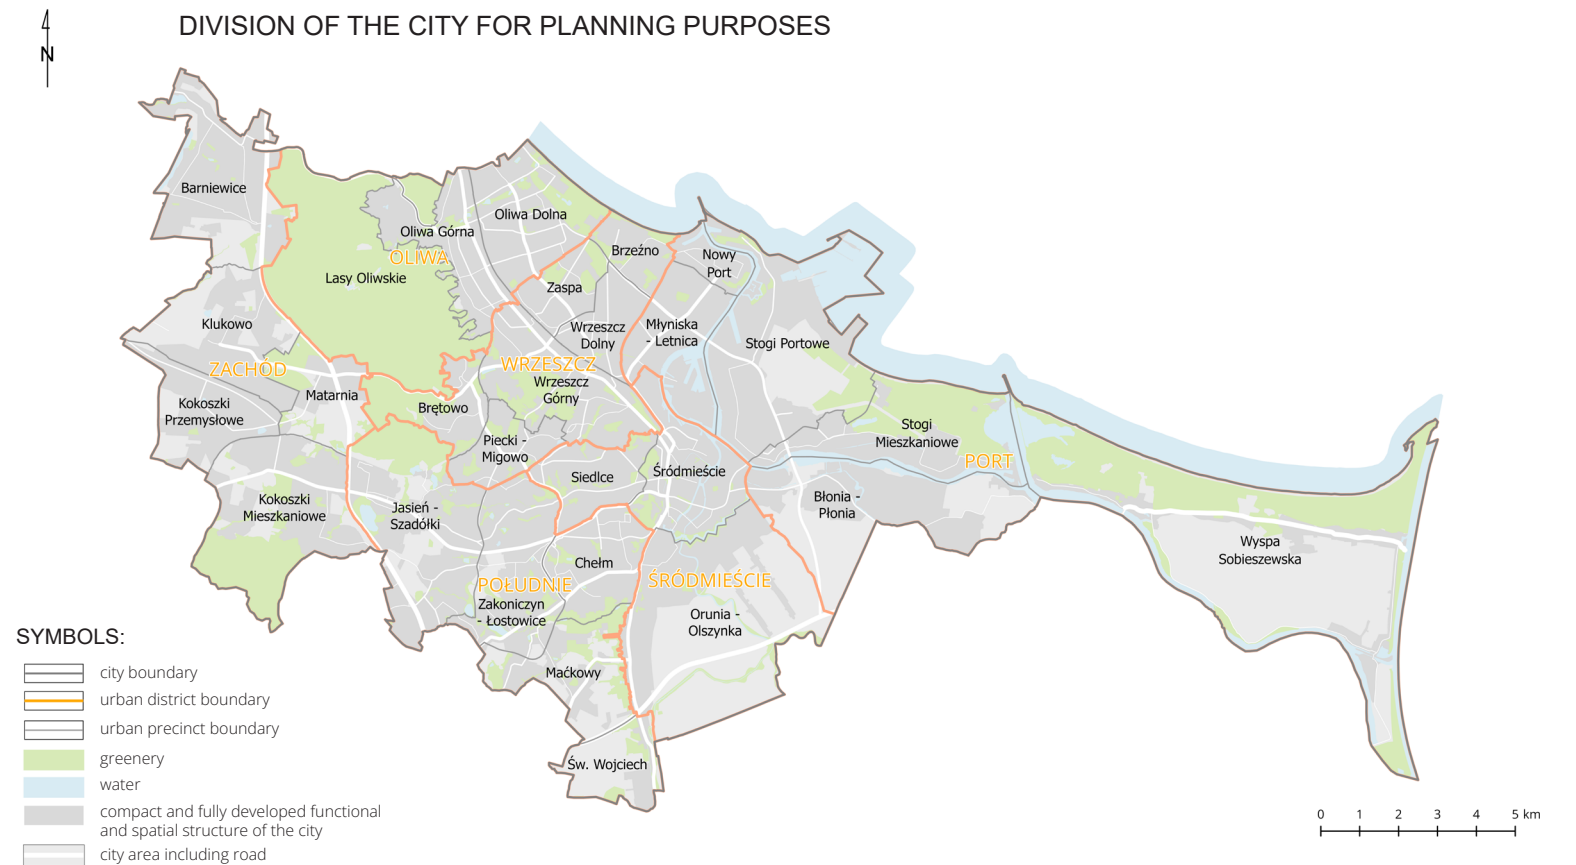 DIVISION OF THE CITY FOR PLANNING PURPOSES
N
Barniewice
Oliwa Dolna
Oliwa Górna
OLIWA
Lasy Oliwskie
Brzeźno
Nowy
Port
Zaspa
Klukowo
Wrzeszcz
Dolny
Młyniska
- Letnica
Stogi Portowe
ZACHÓD
WRZESZCZ
Wrzeszcz
Górny
Matarnia
Kokoszki
Przemysłowe
Brętowo
Stogi
Mieszkaniowe
Piecki -
Migowo
PORT
Siedlce
Śródmieście
Kokoszki
Mieszkaniowe
Jasień -
Szadółki
Błonia -
Płonia
Wyspa
Sobieszewska
Chełm
POŁUDNIE
ŚRÓDMIEŚCIE
Zakoniczyn
- Łostowice
Orunia -
Olszynka
Maćkowy
Św. Wojciech
SYMBOLS:
city boundary
urban district boundary
urban precinct boundary
greenery
water
compact and fully developed functional
and spatial structure of the city
city area including road
0 1 2 3 4 5 km